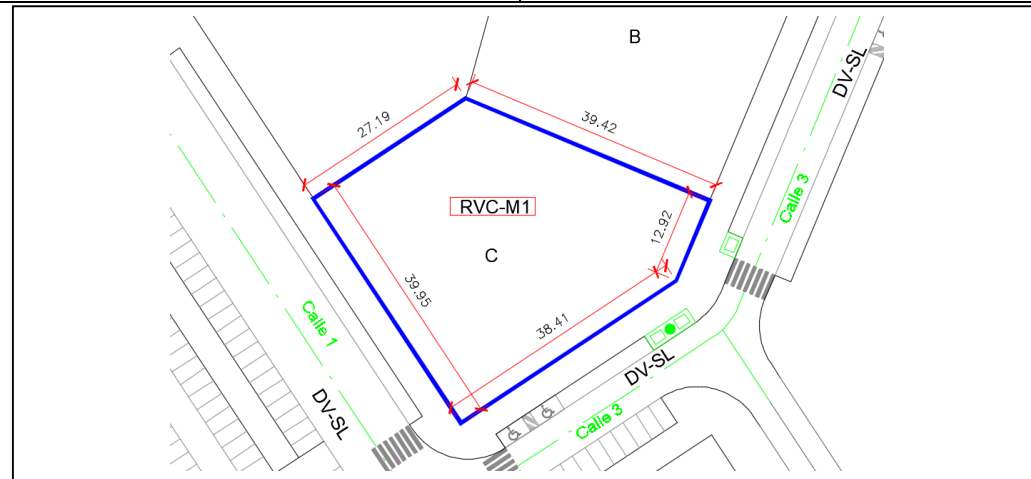 B
DV-SL
27.19
39.42
Calle 3
RVC-M1
12.92
C
39.95
Calle 1
38.41
DV-SL
DV-SL
Calle 3